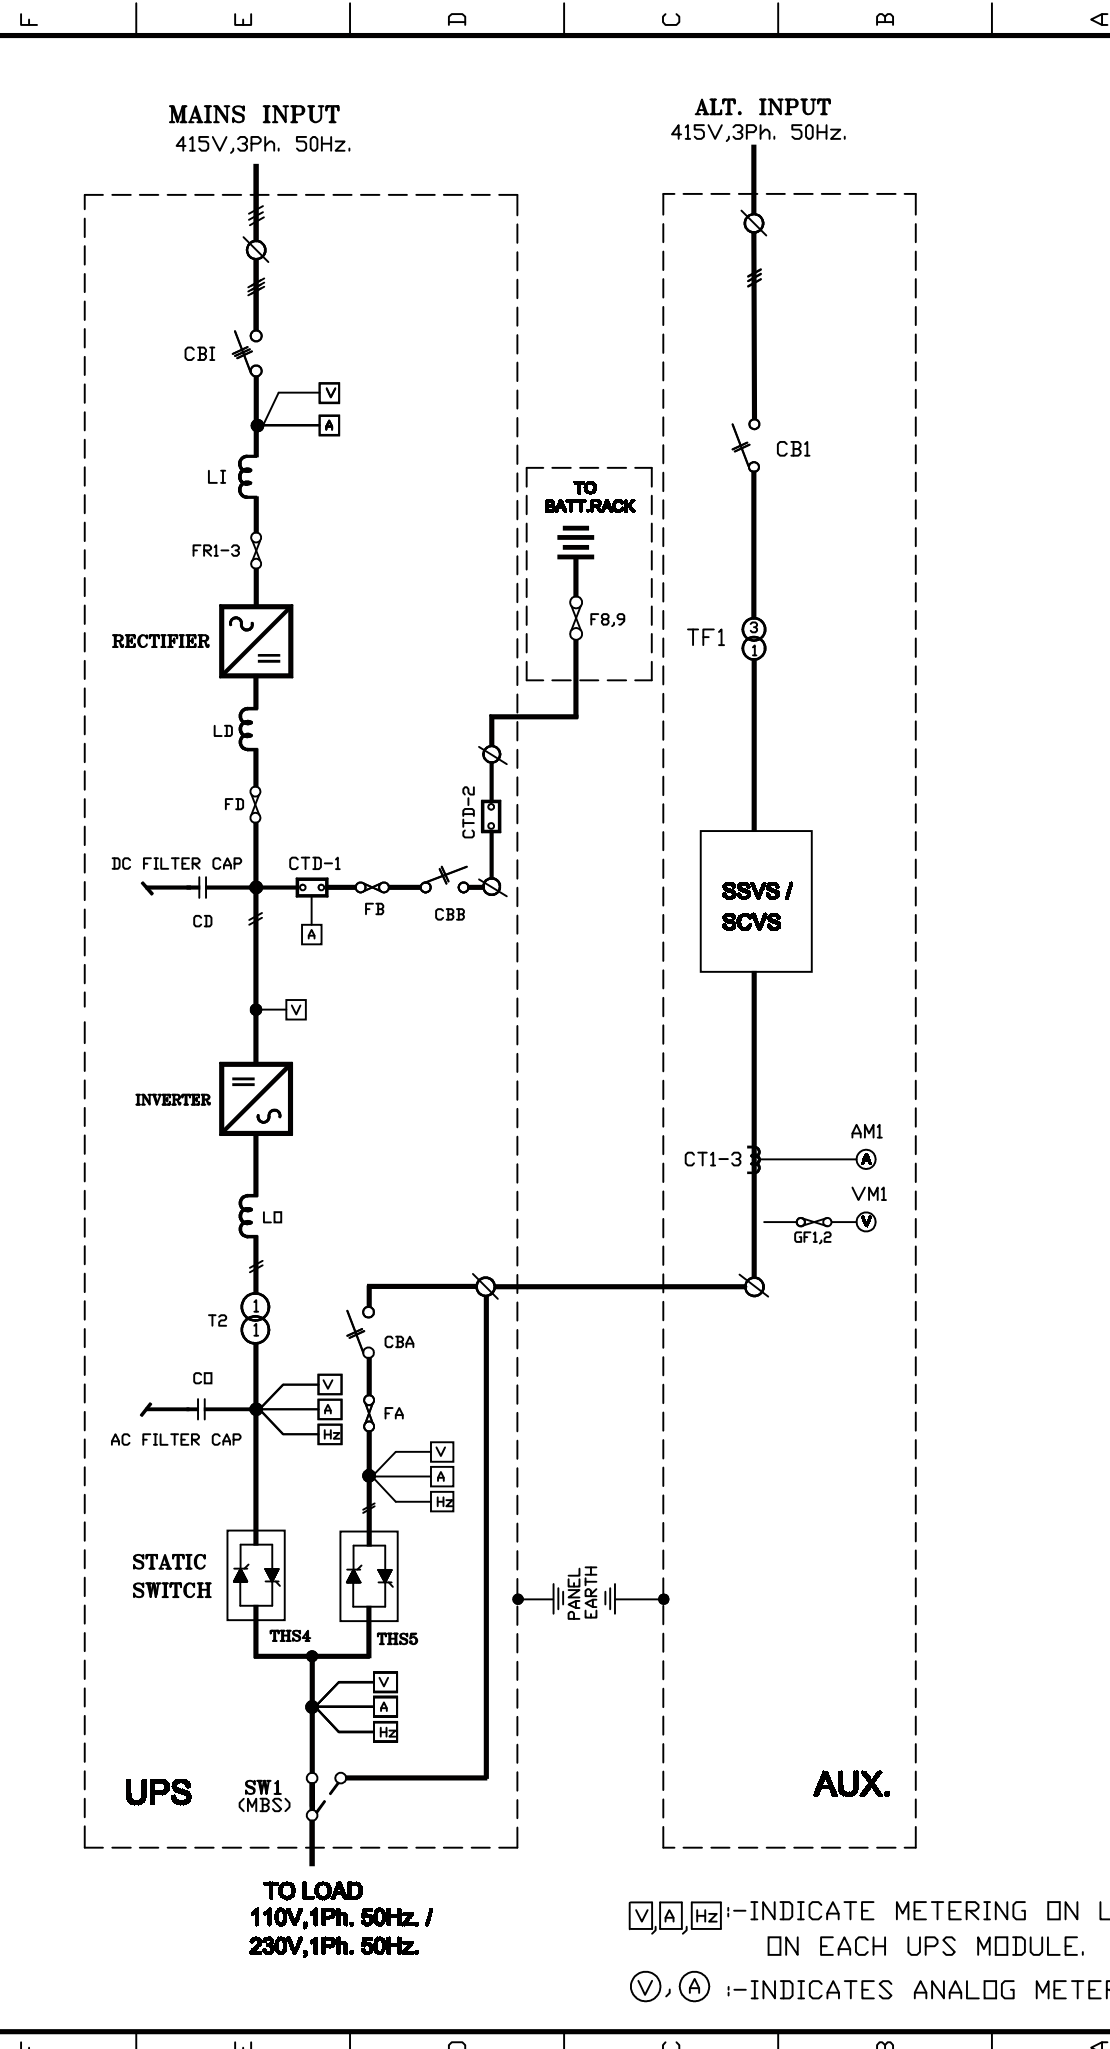 F E D C B A
MAINS INPUT
415V,3Ph. 50Hz.
ALT. INPUT
415V,3Ph. 50Hz.
CBI
V
A
LI
FR1-3
RECTIFIER
LD
FD
DC FILTER CAP
CD
CTD-1
A
FB
CBB
CTD-2
TO
BATT.RACK
F8,9
V
INVERTER
LO
T2
1
1
CO
AC FILTER CAP
V
A
Hz
CBA
FA
V
A
Hz
STATIC
SWITCH
THS4
THS5
V
A
Hz
SW1
(MBS)
UPS
TO LOAD
110V,1Ph. 50Hz. /
230V,1Ph. 50Hz.
PANEL
EARTH
CB1
TF1
3
1
SSVS /
SCVS
CT1-3
AM1
A
VM1
V
GF1,2
AUX.
V,A,Hz:-INDICATE METERING ON L
ON EACH UPS MODULE.
V, A :-INDICATES ANALOG METER
F E D C B A